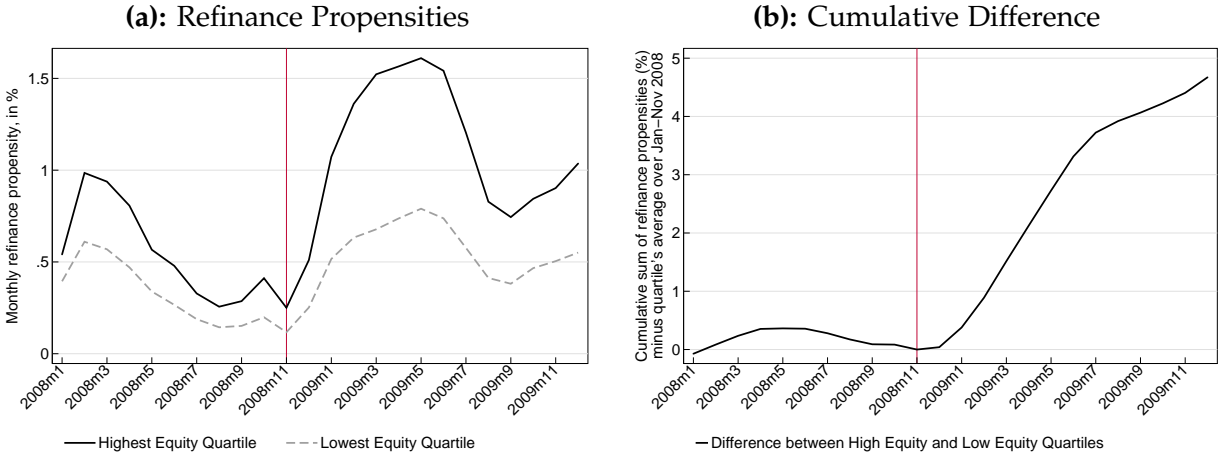 (a): Refinance Propensities
Monthly refinance propensity, in %
1.5
1
.5
0
2008m1
2008m3
2008m5
2008m7
2008m9
2008m11
2009m1
2009m3
2009m5
2009m7
2009m9
2009m11
Highest Equity Quartile
Lowest Equity Quartile
(b): Cumulative Difference
Cumulative sum of refinance propensities (%)
minus quartile's average over Jan−Nov 2008
5
4
3
2
1
0
2008m1
2008m3
2008m5
2008m7
2008m9
2008m11
2009m1
2009m3
2009m5
2009m7
2009m9
2009m11
Difference between High Equity and Low Equity Quartiles